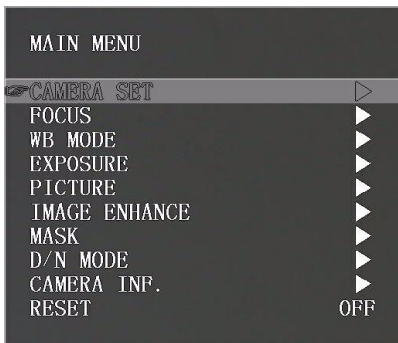 MAIN MENU
CAMERA SET
FOCUS
WB MODE
EXPOSURE
PICTURE
IMAGE ENHANCE
MASK
D/N MODE
CAMERA INF.
RESET OFF